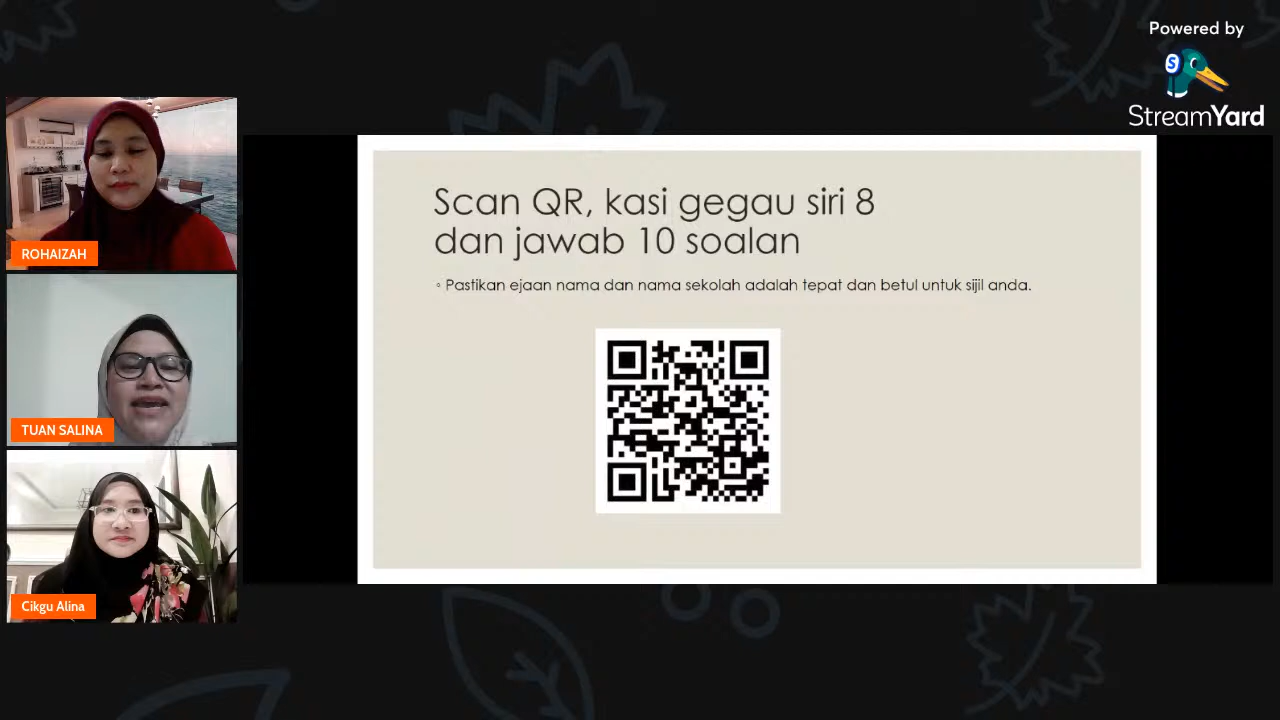 Powered by
StreamYard
ROHAIZAH
Scan QR, kasi gegau siri 8
dan jawab 10 soalan
◦ Pastikan ejaan nama dan nama sekolah adalah tepat dan betul untuk sijil anda.
TUAN SALINA
Cikgu Alina